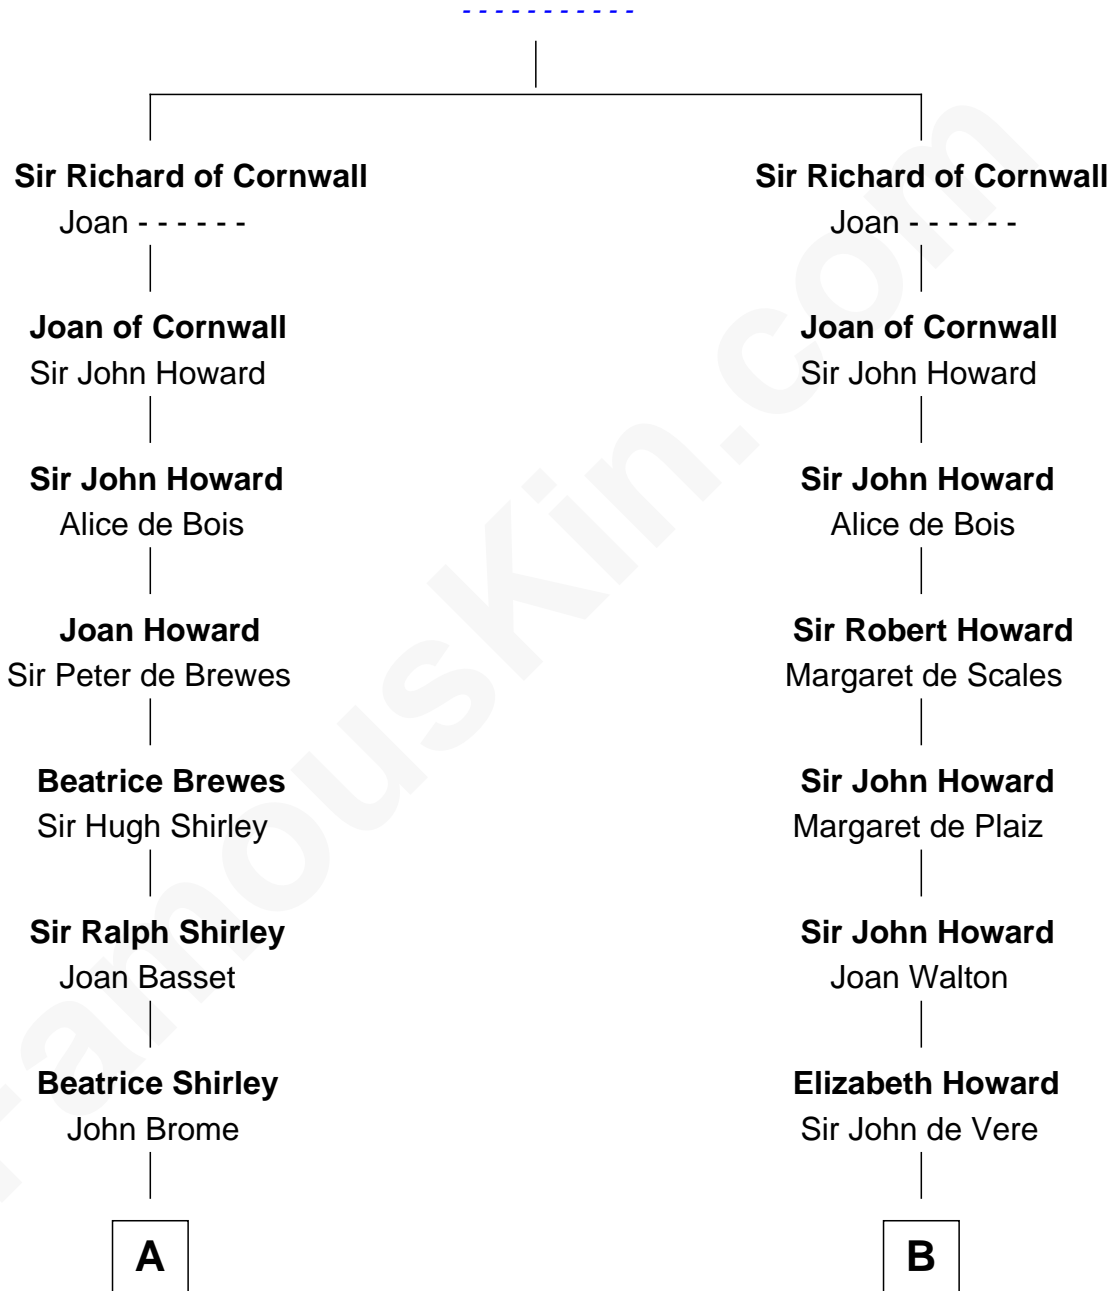 - - - - - - - - - - -
Sir Richard of Cornwall
Joan - - - - - -
Joan of Cornwall
Sir John Howard
Sir John Howard
Alice de Bois
Joan Howard
Sir Peter de Brewes
Beatrice Brewes
Sir Hugh Shirley
Sir Ralph Shirley
Joan Basset
Beatrice Shirley
John Brome
A
Sir Richard of Cornwall
Joan - - - - - -
Joan of Cornwall
Sir John Howard
Sir John Howard
Alice de Bois
Sir Robert Howard
Margaret de Scales
Sir John Howard
Margaret de Plaiz
Sir John Howard
Joan Walton
Elizabeth Howard
Sir John de Vere
B
FamousKin.com